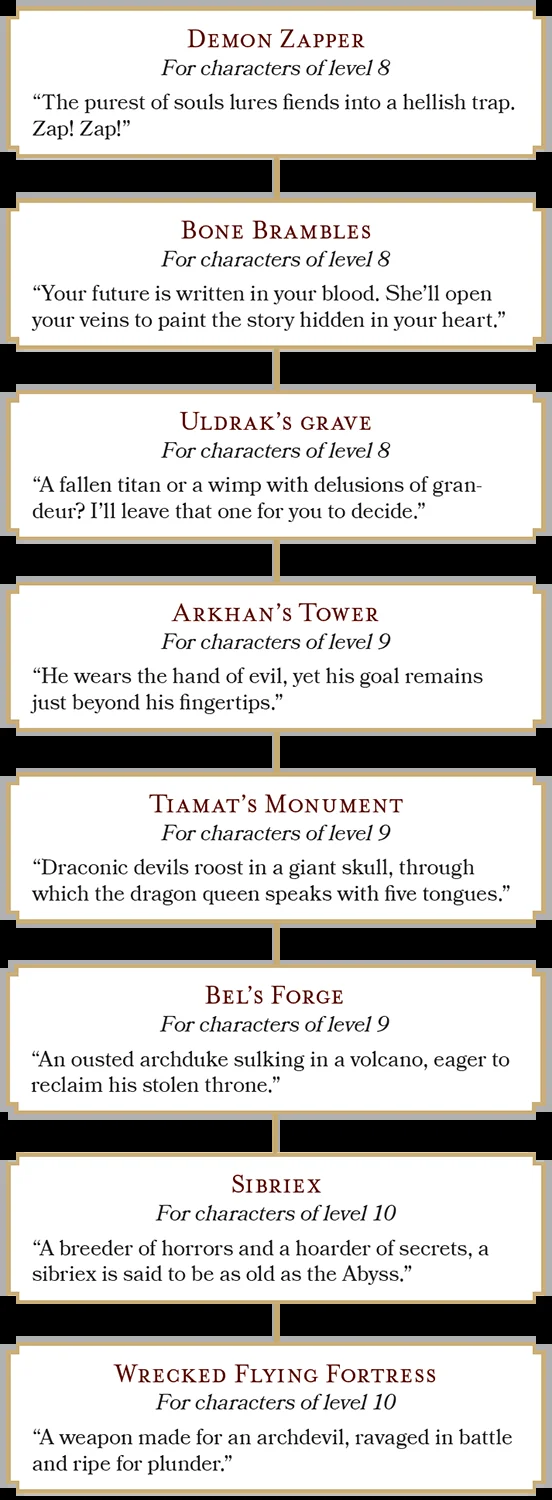 Demon Zapper
For characters of level 8
“The purest of souls lures fiends into a hellish trap.
Zap! Zap!”
Bone Brambles
For characters of level 8
“Your future is written in your blood. She’ll open
your veins to paint the story hidden in your heart.”
Uldrak’s grave
For characters of level 8
“A fallen titan or a wimp with delusions of gran-
deur? I’ll leave that one for you to decide.”
Arkhan’s Tower
For characters of level 9
“He wears the hand of evil, yet his goal remains
just beyond his fingertips.”
Tiamat’s Monument
For characters of level 9
“Draconic devils roost in a giant skull, through
which the dragon queen speaks with five tongues.”
Bel’s Forge
For characters of level 9
“An ousted archduke sulking in a volcano, eager to
reclaim his stolen throne.”
Sibriex
For characters of level 10
“A breeder of horrors and a hoarder of secrets, a
sibriex is said to be as old as the Abyss.”
Wrecked Flying Fortress
For characters of level 10
“A weapon made for an archdevil, ravaged in battle
and ripe for plunder.”